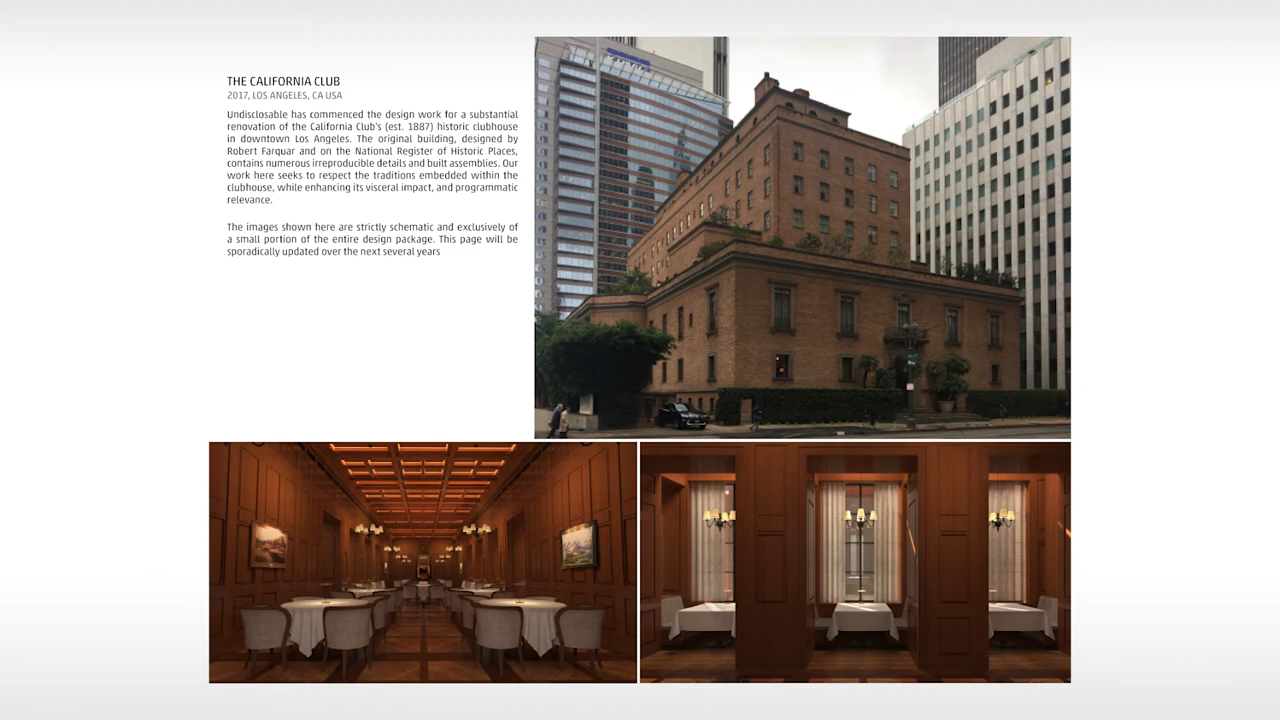 THE CALIFORNIA CLUB
2017, LOS ANGELES, CA USA
Undisclosable has commenced the design work for a substantial
renovation of the California Club's (est. 1887) historic clubhouse
in downtown Los Angeles. The original building, designed by
Robert Farquar and on the National Register of Historic Places,
contains numerous irreproducible details and built assemblies. Our
work here seeks to respect the traditions embedded within the
clubhouse, while enhancing its visceral impact, and programmatic
relevance.
The images shown here are strictly schematic and exclusively of
a small portion of the entire design package. This page will be
sporadically updated over the next several years